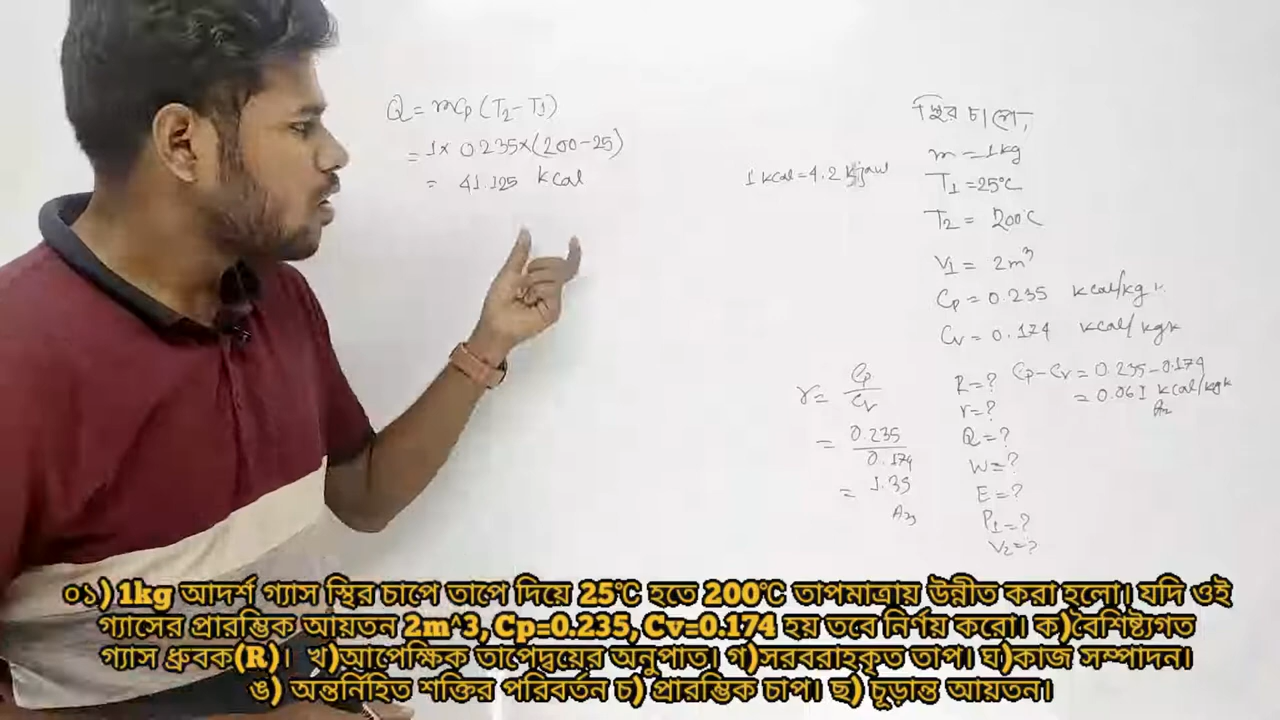 Q = mCp (T2 - T1)
= 1 × 0.235 × (200 - 25)
= 41.125 kcal
1 kcal = 4.2
স্থির চাপে,
m = 1kg
T1 = 25°C
T2 = 200°C
V1 = 2m³
Cp = 0.235 kcal/kg
Cv = 0.174 kcal/kgk
R = ? Cp - Cv = 0.235 - 0.174
= 0.061 kcal/kgk
r = ?
Q = ?
W = ?
E = ?
P1 = ?
V2 = ?
r = Cp/Cv
= 0.235/0.174
= 1.35
Ans
০১) 1kg আদর্শ গ্যাস স্থির চাপে তাপে দিয়ে 25℃ হতে 200℃ তাপমাত্রায় উন্নীত করা হলো। যদি ওই
গ্যাসের প্রারম্ভিক আয়তন 2m^3, Cp=0.235, Cv=0.174 হয় তবে নির্ণয় করো। ক)বৈশিষ্ট্যগত
গ্যাস ধ্রুবক(R)। খ)আপেক্ষিক তাপেদ্বয়ের অনুপাত। গ)সরবরাহকৃত তাপ। ঘ)কাজ সম্পাদন।
ঙ) অন্তর্নিহিত শক্তির পরিবর্তন চ) প্রারম্ভিক চাপ। ছ) চূড়ান্ত আয়তন।